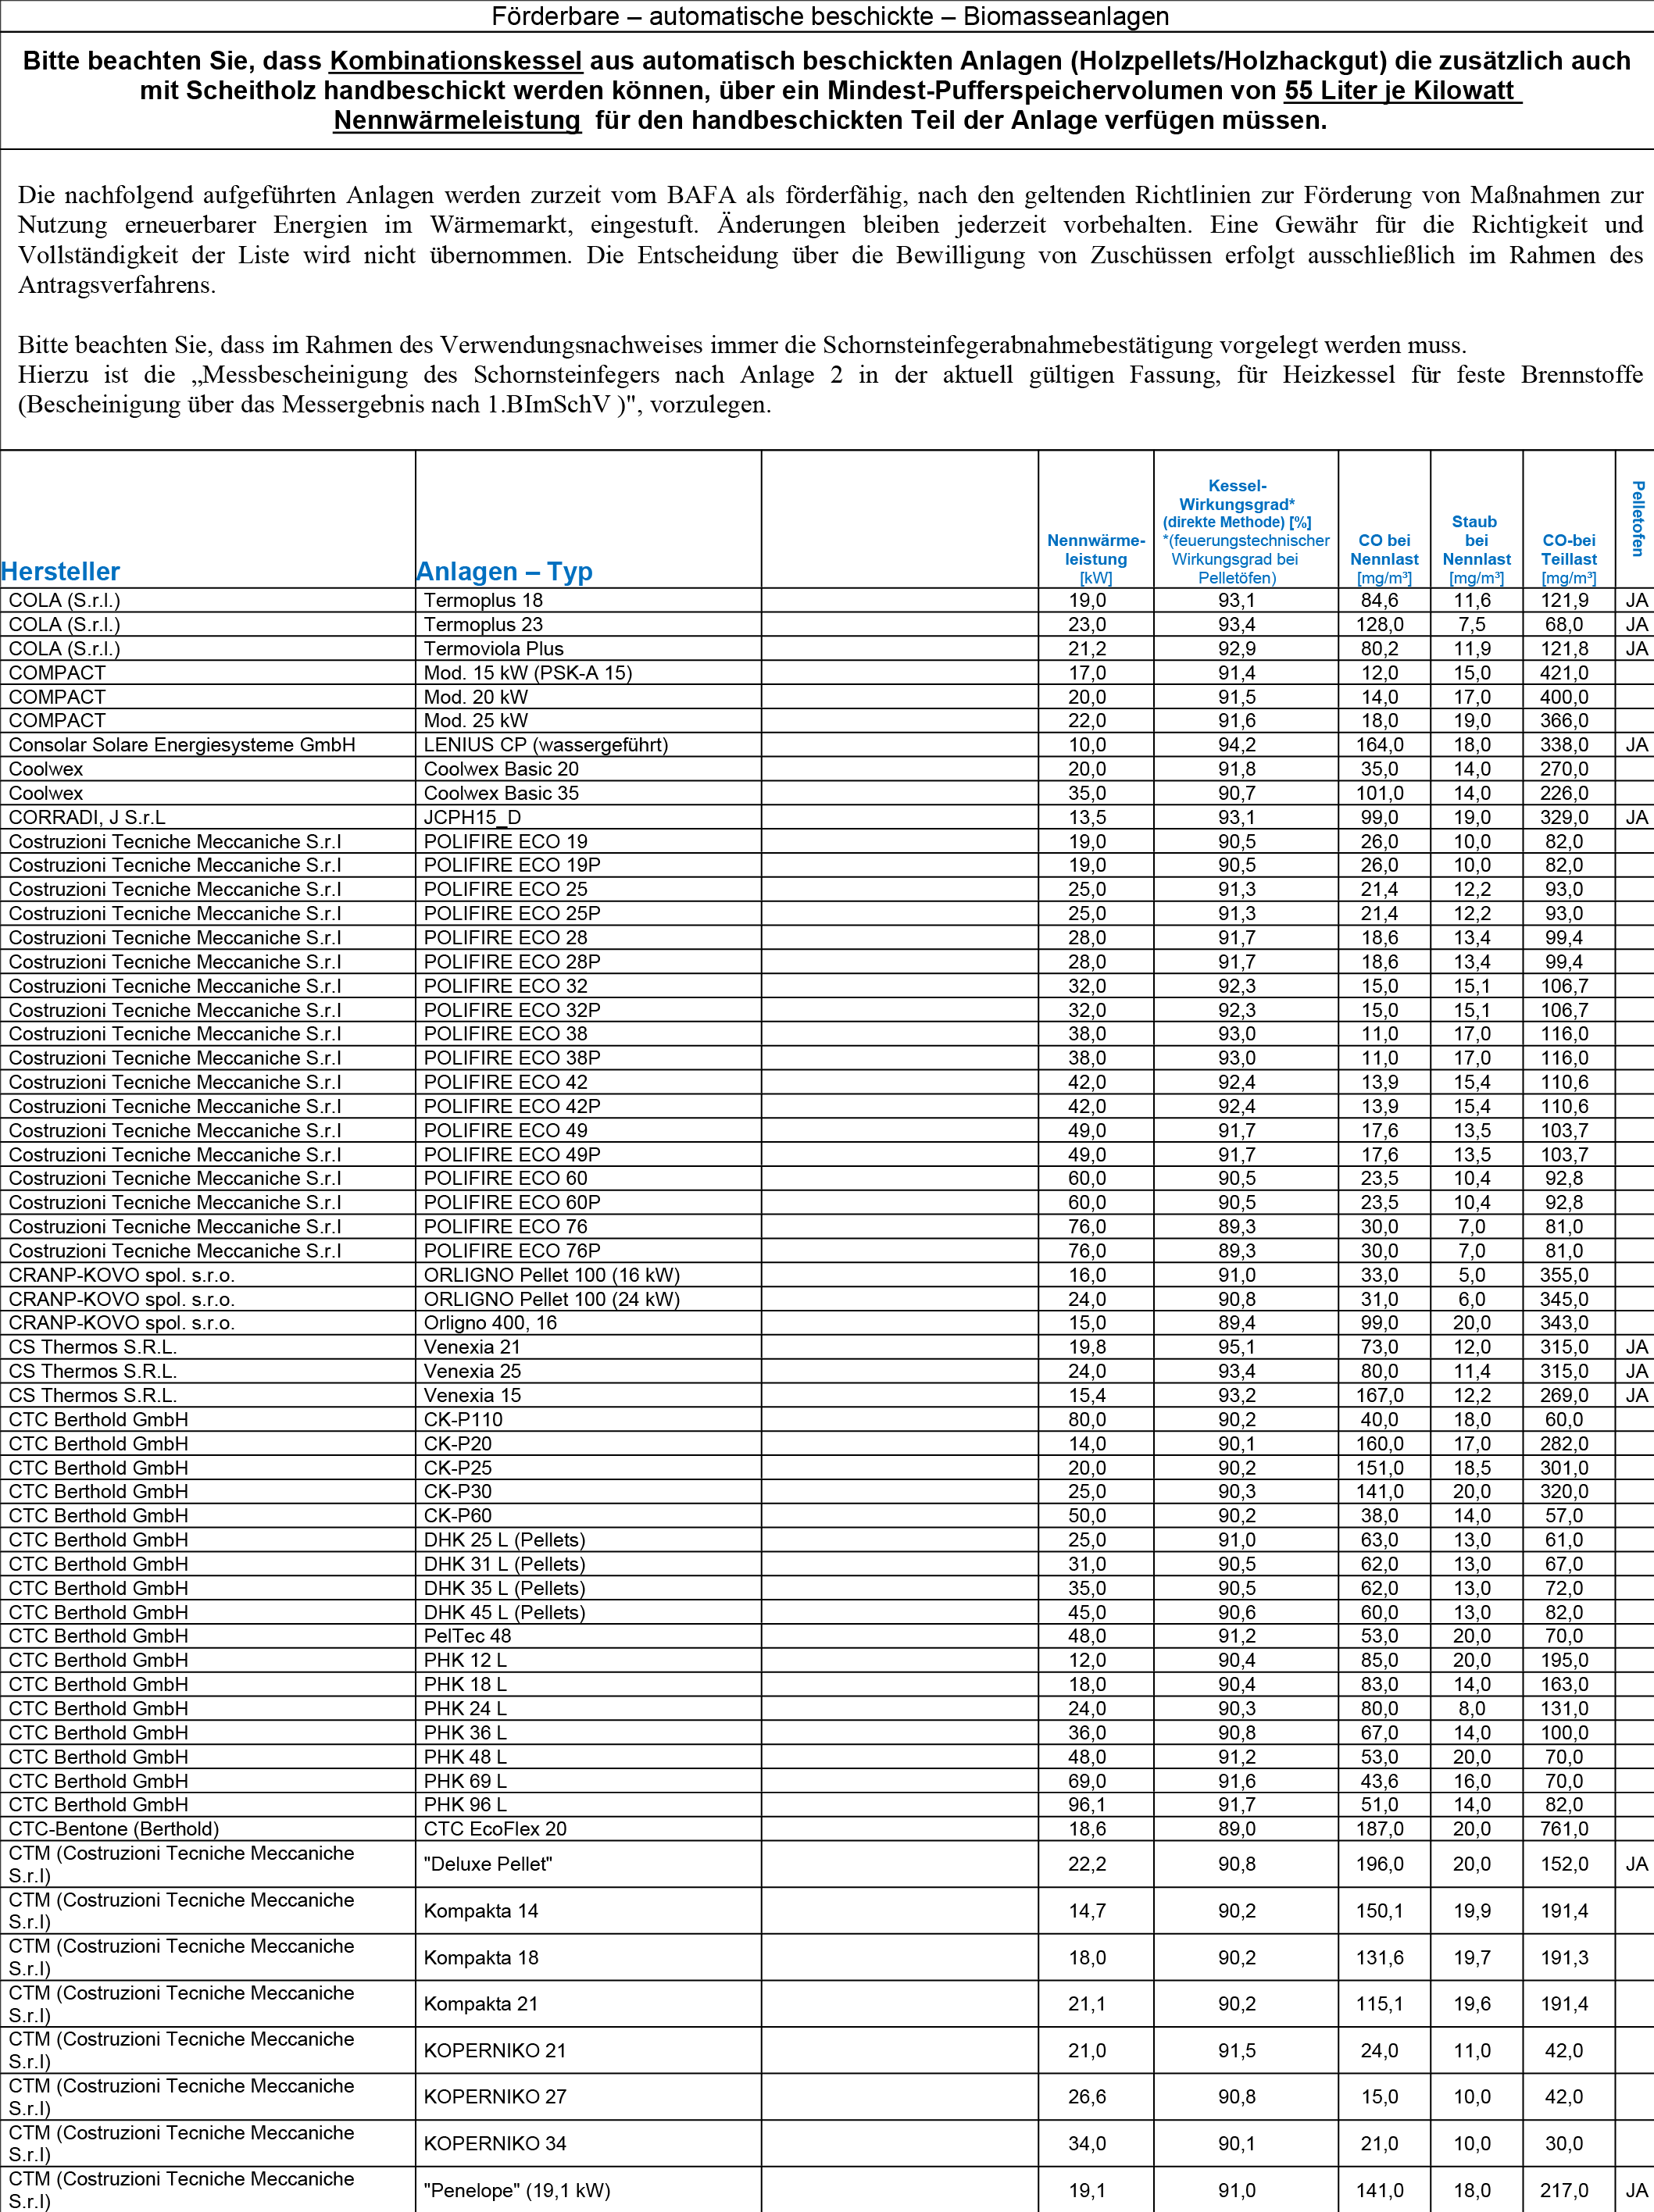 Förderbare – automatische beschickte – Biomasseanlagen
Bitte beachten Sie, dass Kombinationskessel aus automatisch beschickten Anlagen (Holzpellets/Holzhackgut) die zusätzlich auch
mit Scheitholz handbeschickt werden können, über ein Mindest-Pufferspeichervolumen von 55 Liter je Kilowatt
Nennwärmeleistung für den handbeschickten Teil der Anlage verfügen müssen.
Die nachfolgend aufgeführten Anlagen werden zurzeit vom BAFA als förderfähig, nach den geltenden Richtlinien zur Förderung von Maßnahmen zur
Nutzung erneuerbarer Energien im Wärmemarkt, eingestuft. Änderungen bleiben jederzeit vorbehalten. Eine Gewähr für die Richtigkeit und
Vollständigkeit der Liste wird nicht übernommen. Die Entscheidung über die Bewilligung von Zuschüssen erfolgt ausschließlich im Rahmen des
Antragsverfahrens.
Bitte beachten Sie, dass im Rahmen des Verwendungsnachweises immer die Schornsteinfegerabnahmebestätigung vorgelegt werden muss.
Hierzu ist die „Messbescheinigung des Schornsteinfegers nach Anlage 2 in der aktuell gültigen Fassung, für Heizkessel für feste Brennstoffe
(Bescheinigung über das Messergebnis nach 1.BImSchV )", vorzulegen.
Hersteller
Anlagen – Typ
Nennwärme-
leistung
[kW]
Kessel-
Wirkungsgrad*
(direkte Methode) [%]
*(feuerungstechnischer
Wirkungsgrad bei
Pelletöfen)
CO bei
Nennlast
[mg/m³]
Staub
bei
Nennlast
[mg/m³]
CO-bei
Teillast
[mg/m³]
Pelletofen
COLA (S.r.l.) Termoplus 18 19,0 93,1 84,6 11,6 121,9 JA
COLA (S.r.l.) Termoplus 23 23,0 93,4 128,0 7,5 68,0 JA
COLA (S.r.l.) Termoviola Plus 21,2 92,9 80,2 11,9 121,8 JA
COMPACT Mod. 15 kW (PSK-A 15) 17,0 91,4 12,0 15,0 421,0
COMPACT Mod. 20 kW 20,0 91,5 14,0 17,0 400,0
COMPACT Mod. 25 kW 22,0 91,6 18,0 19,0 366,0
Consolar Solare Energiesysteme GmbH LENIUS CP (wassergeführt) 10,0 94,2 164,0 18,0 338,0 JA
Coolwex Coolwex Basic 20 20,0 91,8 35,0 14,0 270,0
Coolwex Coolwex Basic 35 35,0 90,7 101,0 14,0 226,0
CORRADI, J S.r.L JCPH15_D 13,5 93,1 99,0 19,0 329,0 JA
Costruzioni Tecniche Meccaniche S.r.l POLIFIRE ECO 19 19,0 90,5 26,0 10,0 82,0
Costruzioni Tecniche Meccaniche S.r.l POLIFIRE ECO 19P 19,0 90,5 26,0 10,0 82,0
Costruzioni Tecniche Meccaniche S.r.l POLIFIRE ECO 25 25,0 91,3 21,4 12,2 93,0
Costruzioni Tecniche Meccaniche S.r.l POLIFIRE ECO 25P 25,0 91,3 21,4 12,2 93,0
Costruzioni Tecniche Meccaniche S.r.l POLIFIRE ECO 28 28,0 91,7 18,6 13,4 99,4
Costruzioni Tecniche Meccaniche S.r.l POLIFIRE ECO 28P 28,0 91,7 18,6 13,4 99,4
Costruzioni Tecniche Meccaniche S.r.l POLIFIRE ECO 32 32,0 92,3 15,0 15,1 106,7
Costruzioni Tecniche Meccaniche S.r.l POLIFIRE ECO 32P 32,0 92,3 15,0 15,1 106,7
Costruzioni Tecniche Meccaniche S.r.l POLIFIRE ECO 38 38,0 93,0 11,0 17,0 116,0
Costruzioni Tecniche Meccaniche S.r.l POLIFIRE ECO 38P 38,0 93,0 11,0 17,0 116,0
Costruzioni Tecniche Meccaniche S.r.l POLIFIRE ECO 42 42,0 92,4 13,9 15,4 110,6
Costruzioni Tecniche Meccaniche S.r.l POLIFIRE ECO 42P 42,0 92,4 13,9 15,4 110,6
Costruzioni Tecniche Meccaniche S.r.l POLIFIRE ECO 49 49,0 91,7 17,6 13,5 103,7
Costruzioni Tecniche Meccaniche S.r.l POLIFIRE ECO 49P 49,0 91,7 17,6 13,5 103,7
Costruzioni Tecniche Meccaniche S.r.l POLIFIRE ECO 60 60,0 90,5 23,5 10,4 92,8
Costruzioni Tecniche Meccaniche S.r.l POLIFIRE ECO 60P 60,0 90,5 23,5 10,4 92,8
Costruzioni Tecniche Meccaniche S.r.l POLIFIRE ECO 76 76,0 89,3 30,0 7,0 81,0
Costruzioni Tecniche Meccaniche S.r.l POLIFIRE ECO 76P 76,0 89,3 30,0 7,0 81,0
CRANP-KOVO spol. s.r.o. ORLIGNO Pellet 100 (16 kW) 16,0 91,0 33,0 5,0 355,0
CRANP-KOVO spol. s.r.o. ORLIGNO Pellet 100 (24 kW) 24,0 90,8 31,0 6,0 345,0
CRANP-KOVO spol. s.r.o. Orligno 400, 16 15,0 89,4 99,0 20,0 343,0
CS Thermos S.R.L. Venexia 21 19,8 95,1 73,0 12,0 315,0 JA
CS Thermos S.R.L. Venexia 25 24,0 93,4 80,0 11,4 315,0 JA
CS Thermos S.R.L. Venexia 15 15,4 93,2 167,0 12,2 269,0 JA
CTC Berthold GmbH CK-P110 80,0 90,2 40,0 18,0 60,0
CTC Berthold GmbH CK-P20 14,0 90,1 160,0 17,0 282,0
CTC Berthold GmbH CK-P25 20,0 90,2 151,0 18,5 301,0
CTC Berthold GmbH CK-P30 25,0 90,3 141,0 20,0 320,0
CTC Berthold GmbH CK-P60 50,0 90,2 38,0 14,0 57,0
CTC Berthold GmbH DHK 25 L (Pellets) 25,0 91,0 63,0 13,0 61,0
CTC Berthold GmbH DHK 31 L (Pellets) 31,0 90,5 62,0 13,0 67,0
CTC Berthold GmbH DHK 35 L (Pellets) 35,0 90,5 62,0 13,0 72,0
CTC Berthold GmbH DHK 45 L (Pellets) 45,0 90,6 60,0 13,0 82,0
CTC Berthold GmbH PelTec 48 48,0 91,2 53,0 20,0 70,0
CTC Berthold GmbH PHK 12 L 12,0 90,4 85,0 20,0 195,0
CTC Berthold GmbH PHK 18 L 18,0 90,4 83,0 14,0 163,0
CTC Berthold GmbH PHK 24 L 24,0 90,3 80,0 8,0 131,0
CTC Berthold GmbH PHK 36 L 36,0 90,8 67,0 14,0 100,0
CTC Berthold GmbH PHK 48 L 48,0 91,2 53,0 20,0 70,0
CTC Berthold GmbH PHK 69 L 69,0 91,6 43,6 16,0 70,0
CTC Berthold GmbH PHK 96 L 96,1 91,7 51,0 14,0 82,0
CTC-Bentone (Berthold) CTC EcoFlex 20 18,6 89,0 187,0 20,0 761,0
CTM (Costruzioni Tecniche Meccaniche
S.r.l) "Deluxe Pellet" 22,2 90,8 196,0 20,0 152,0 JA
CTM (Costruzioni Tecniche Meccaniche
S.r.l) Kompakta 14 14,7 90,2 150,1 19,9 191,4
CTM (Costruzioni Tecniche Meccaniche
S.r.l) Kompakta 18 18,0 90,2 131,6 19,7 191,3
CTM (Costruzioni Tecniche Meccaniche
S.r.l) Kompakta 21 21,1 90,2 115,1 19,6 191,4
CTM (Costruzioni Tecniche Meccaniche
S.r.l) KOPERNIKO 21 21,0 91,5 24,0 11,0 42,0
CTM (Costruzioni Tecniche Meccaniche
S.r.l) KOPERNIKO 27 26,6 90,8 15,0 10,0 42,0
CTM (Costruzioni Tecniche Meccaniche
S.r.l) KOPERNIKO 34 34,0 90,1 21,0 10,0 30,0
CTM (Costruzioni Tecniche Meccaniche
S.r.l) "Penelope" (19,1 kW) 19,1 91,0 141,0 18,0 217,0 JA